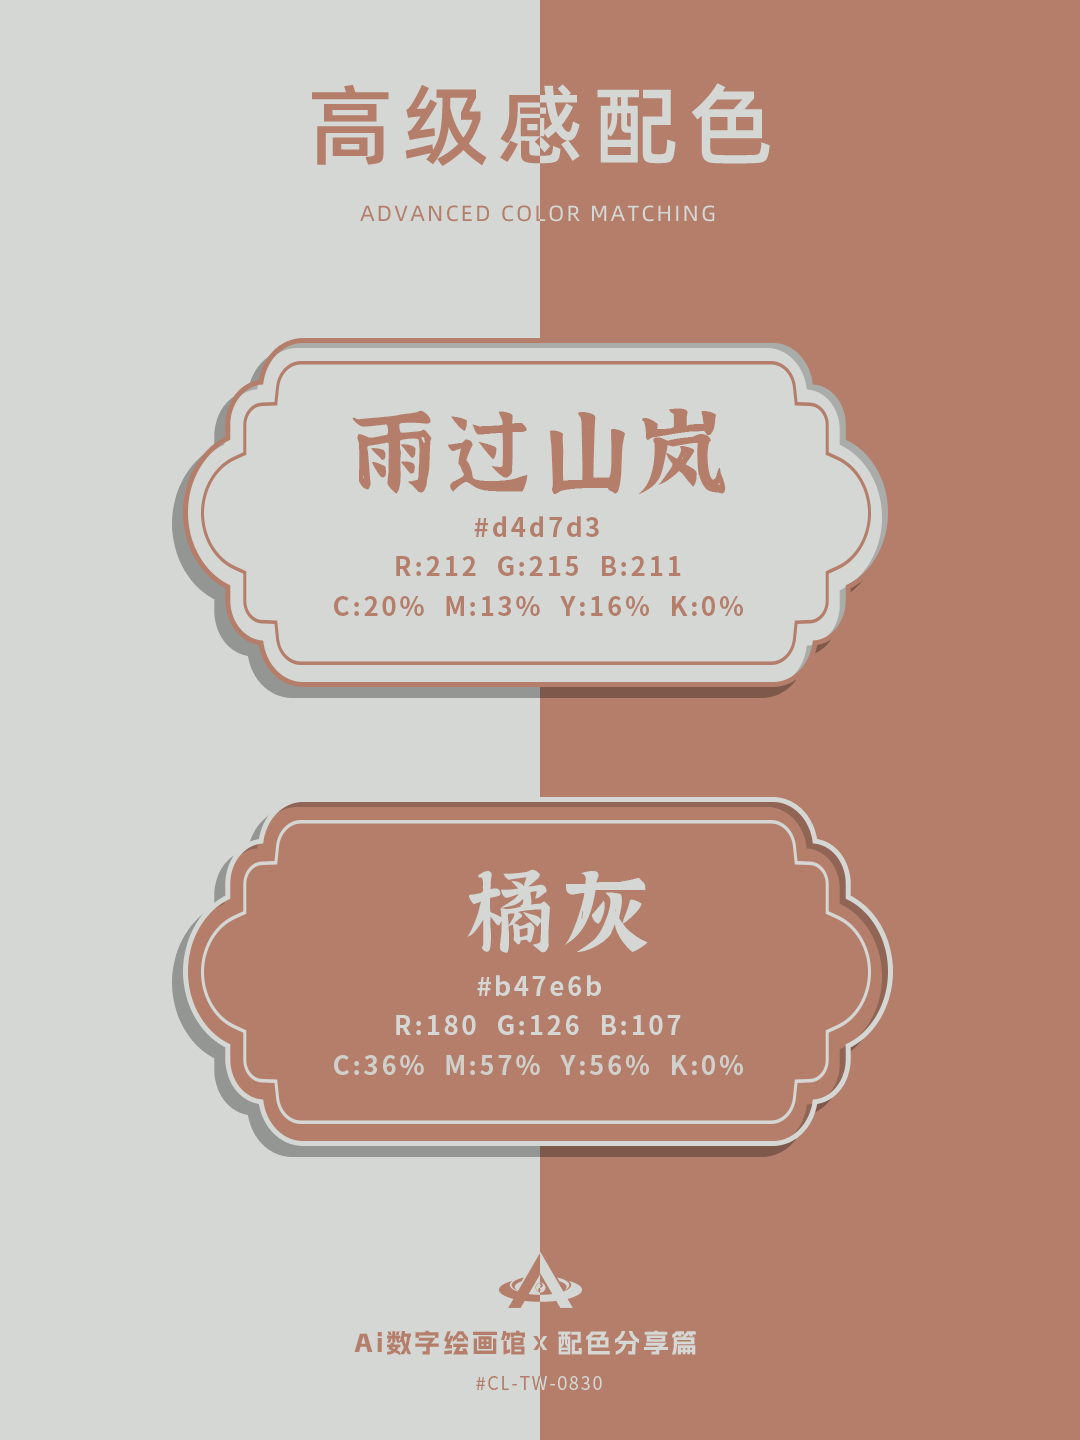 高级感配色
ADVANCED COLOR MATCHING
雨过山岚
#d4d7d3
R:212 G:215 B:211
C:20% M:13% Y:16% K:0%
橘灰
#b47e6b
R:180 G:126 B:107
C:36% M:57% Y:56% K:0%
Ai数字绘画馆 x 配色分享篇
#CL-TW-0830